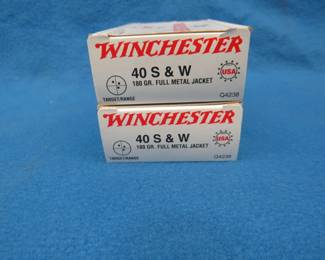 WINCHESTER
40 S & W
180 GR. FULL METAL JACKET
USA
TARGET/RANGE
Q4238
WINCHESTER
40 S & W
180 GR. FULL METAL JACKET
USA
TARGET/RANGE
Q4238